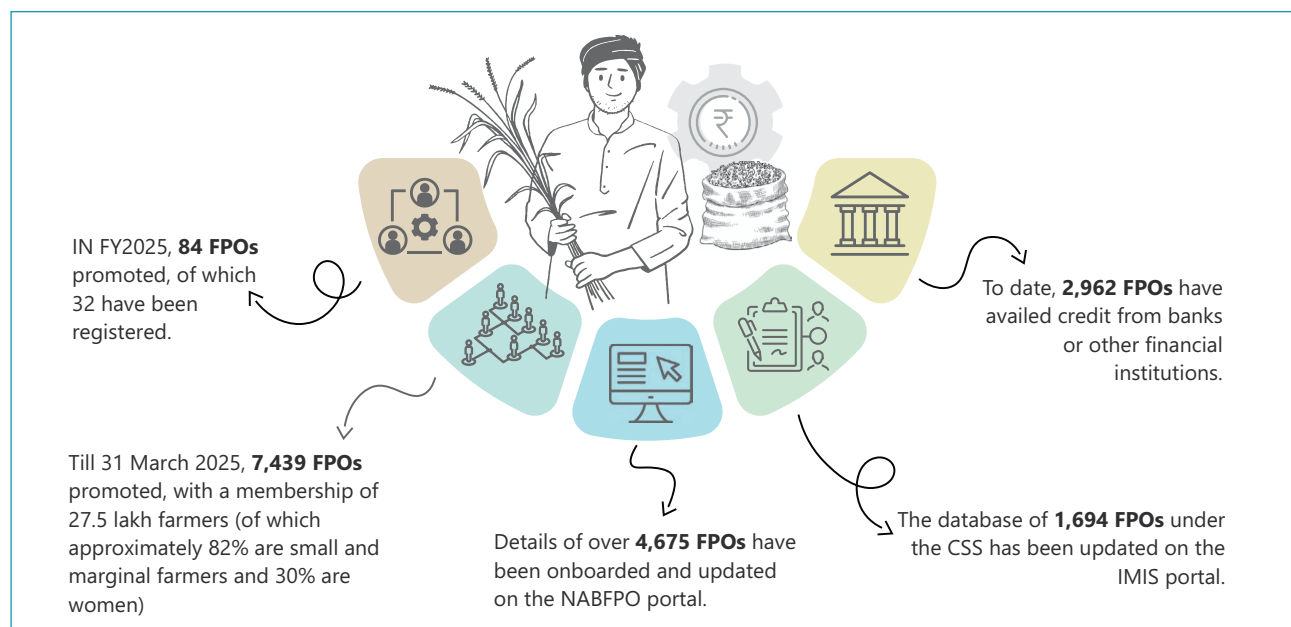 IN FY2025, 84 FPOs
promoted, of which
32 have been
registered.
Till 31 March 2025, 7,439 FPOs
promoted, with a membership of
27.5 lakh farmers (of which
approximately 82% are small and
marginal farmers and 30% are
women)
Details of over 4,675 FPOs have
been onboarded and updated
on the NABFPO portal.
The database of 1,694 FPOs under
the CSS has been updated on the
IMIS portal.
To date, 2,962 FPOs have
availed credit from banks
or other financial
institutions.
₹